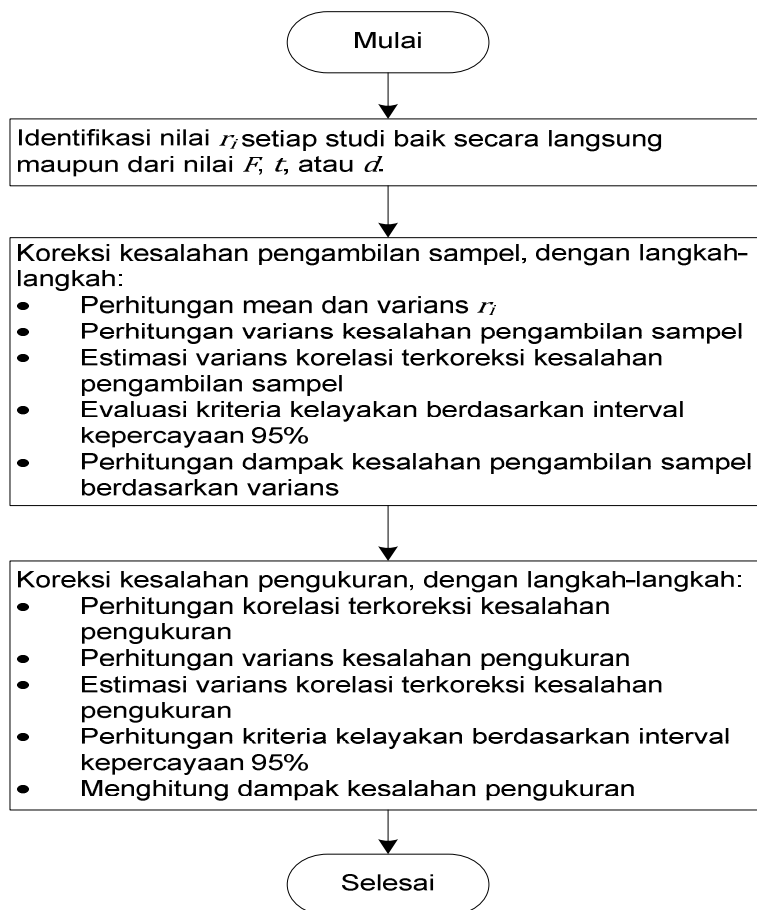 Mulai
Identifikasi nilai rᵢ setiap studi baik secara langsung
maupun dari nilai F, t, atau d.
Koreksi kesalahan pengambilan sampel, dengan langkah-
langkah:
• Perhitungan mean dan varians rᵢ
• Perhitungan varians kesalahan pengambilan sampel
• Estimasi varians korelasi terkoreksi kesalahan
pengambilan sampel
• Evaluasi kriteria kelayakan berdasarkan interval
kepercayaan 95%
• Perhitungan dampak kesalahan pengambilan sampel
berdasarkan varians
Koreksi kesalahan pengukuran, dengan langkah-langkah:
• Perhitungan korelasi terkoreksi kesalahan
pengukuran
• Perhitungan varians kesalahan pengukuran
• Estimasi varians korelasi terkoreksi kesalahan
pengukuran
• Perhitungan kriteria kelayakan berdasarkan interval
kepercayaan 95%
• Menghitung dampak kesalahan pengukuran
Selesai